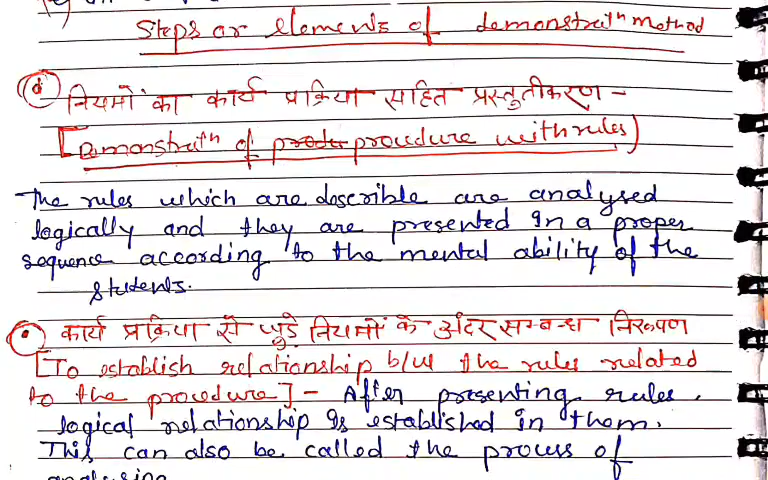 Steps or elements of demonstratn method
नियमों का कार्य प्रक्रिया सहित प्रस्तुतीकरण -
[Demonstratn of procedure with rules)
The rules which are describle are analysed
logically and they are presented in a proper
sequence according to the mental ability of the
students.
कार्य प्रक्रिया से जुड़े नियमों के अंदर सम्बन्ध निरूपण
[To establish relationship b/w the rules related
to the procedure] - After presenting rules,
logical relationship is established in them.
This can also be called the process of